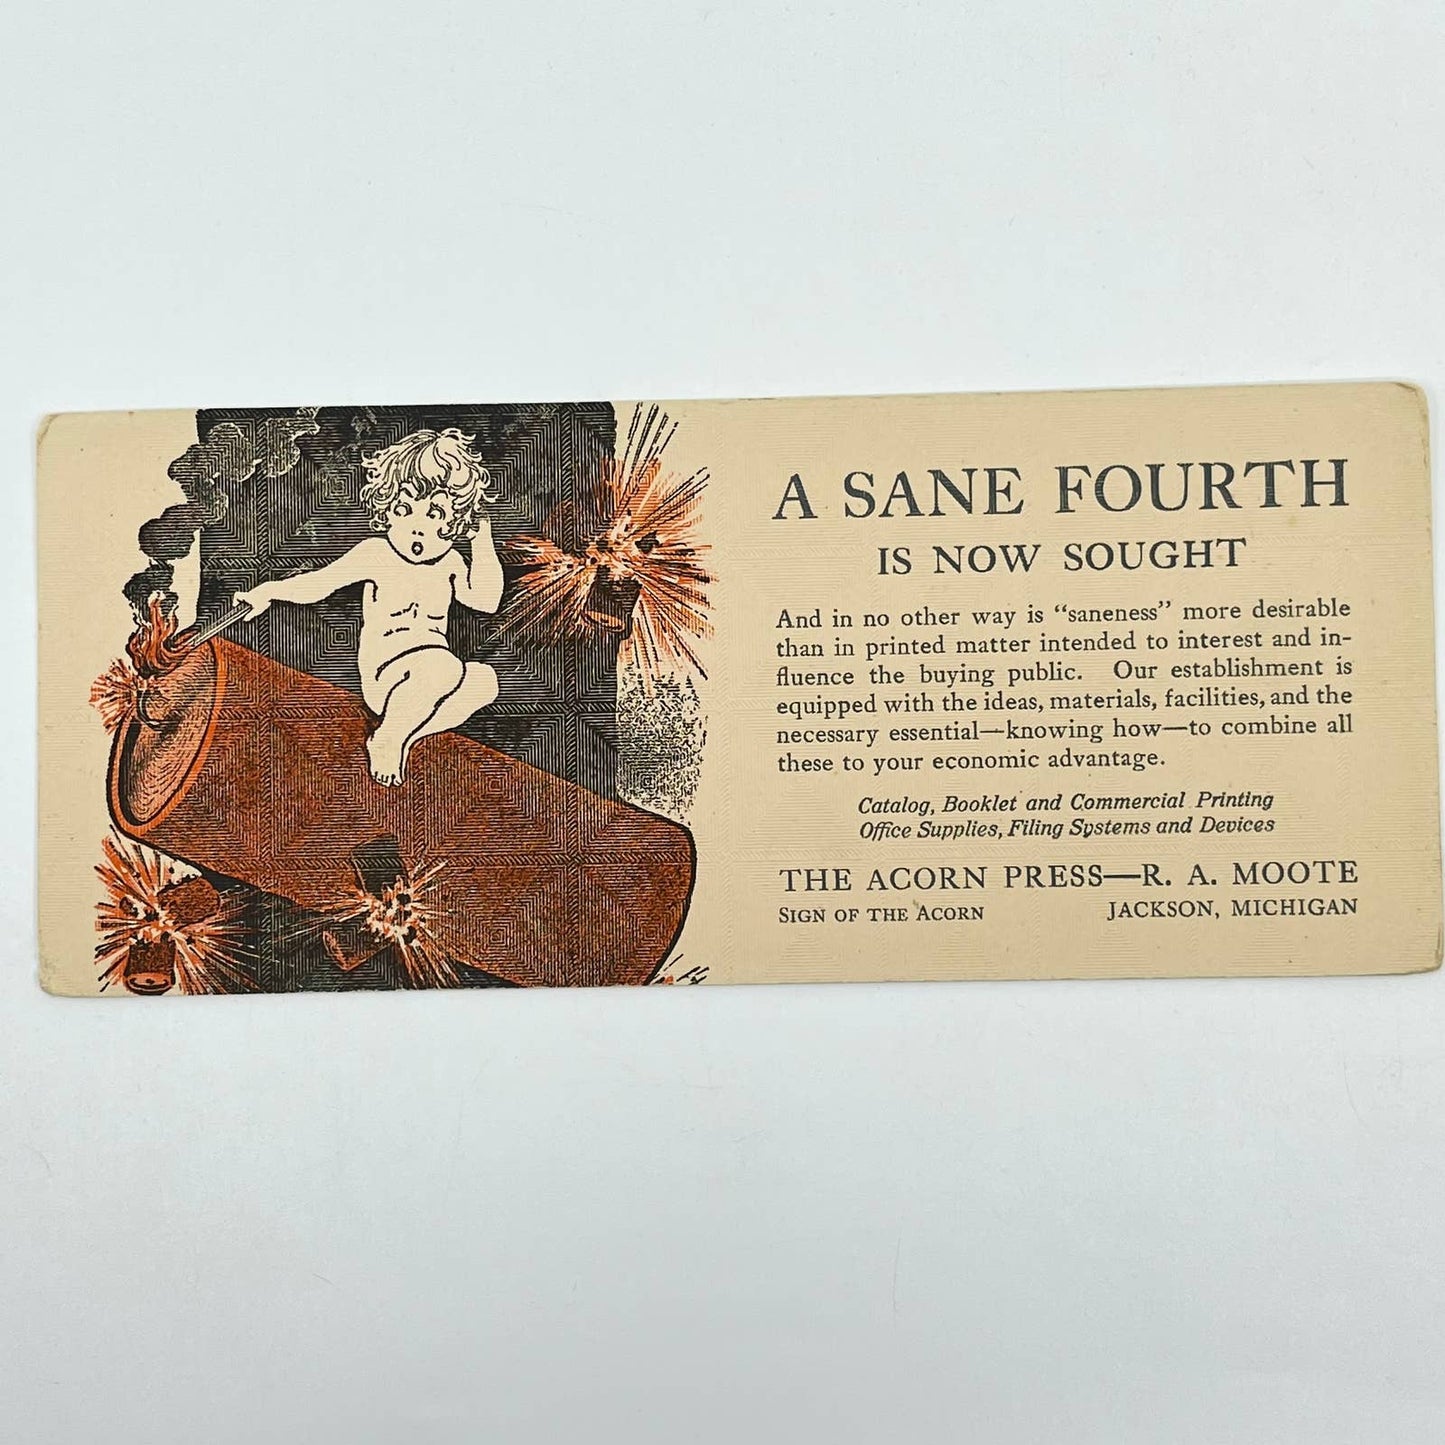 A SANE FOURTH
IS NOW SOUGHT
And in no other way is “saneness” more desirable
than in printed matter intended to interest and in-
fluence the buying public. Our establishment is
equipped with the ideas, materials, facilities, and the
necessary essential—knowing how—to combine all
these to your economic advantage.
Catalog, Booklet and Commercial Printing
Office Supplies, Filing Systems and Devices
THE ACORN PRESS—R. A. MOOTE
SIGN OF THE ACORN JACKSON, MICHIGAN